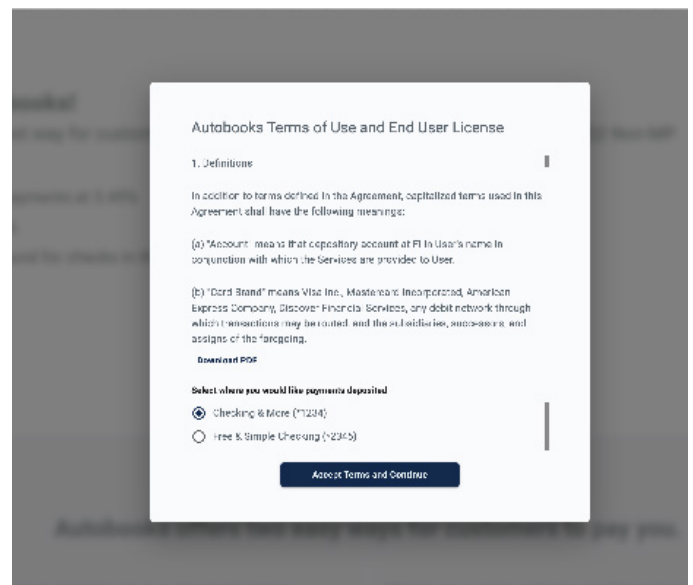 Autobooks Terms of Use and End User License
1. Definitions
In addition to terms defined in the Agreement, capitalized terms used in this
Agreement shall have the following meanings:
(a) "Account" means that depository account at FI in User's name in
conjunction with which the Services are provided to User.
(b) "Card Brand" means Visa Inc., Mastercard Incorporated, American
Express Company, Discover Financial Services, any debit network through
which transactions may be routed, and the subsidiaries, successors, and
assigns of the foregoing.
Download PDF
Select where you would like payments deposited
Checking & More (*1234)
Free & Simple Checking (*2345)
Accept Terms and Continue
Autobooks offers two easy ways for customers to pay you.